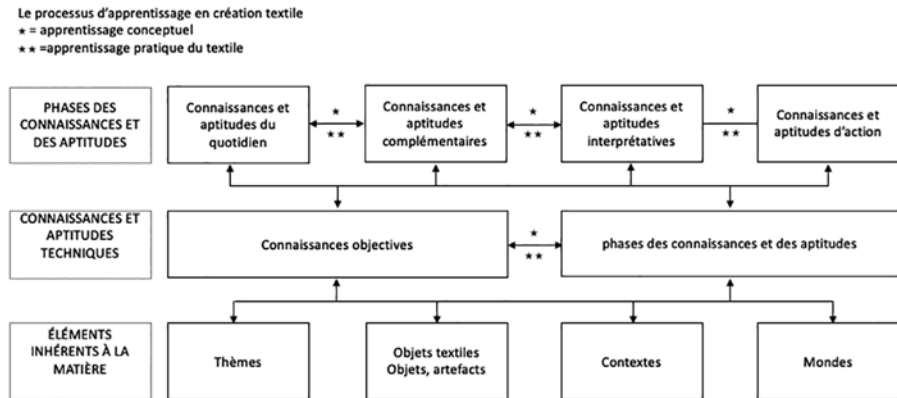 Le processus d'apprentissage en création textile
★ = apprentissage conceptuel
★★ =apprentissage pratique du textile
PHASES DES
CONNAISSANCES ET
DES APTITUDES
Connaissances et
aptitudes du
quotidien
★
★★
Connaissances et
aptitudes
complémentaires
★
★★
Connaissances et
aptitudes
interprétatives
★
★★
Connaissances et
aptitudes d'action
CONNAISSANCES ET
APTITUDES
TECHNIQUES
Connaissances objectives
★
★★
phases des connaissances et des aptitudes
ÉLÉMENTS
INHÉRENTS À LA
MATIÈRE
Thèmes
Objets textiles
Objets, artefacts
Contextes
Mondes